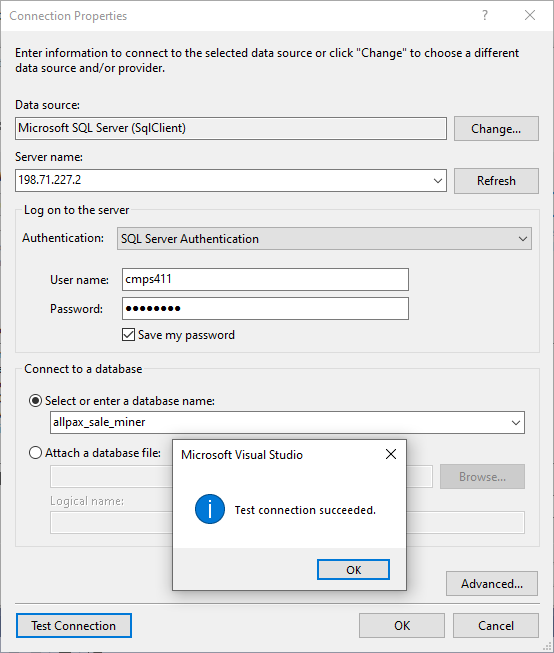 Connection Properties
?
Enter information to connect to the selected data source or click "Change" to choose a different
data source and/or provider.
Data source:
Microsoft SQL Server (SqlClient)
Change...
Server name:
198.71.227.2
Refresh
Log on to the server
Authentication:
SQL Server Authentication
User name:
cmps411
Password:
●●●●●●●●
Save my password
Connect to a database
Select or enter a database name:
allpax_sale_miner
Attach a database file:
Browse...
Logical name:
Microsoft Visual Studio
Test connection succeeded.
OK
Advanced...
Test Connection
OK
Cancel